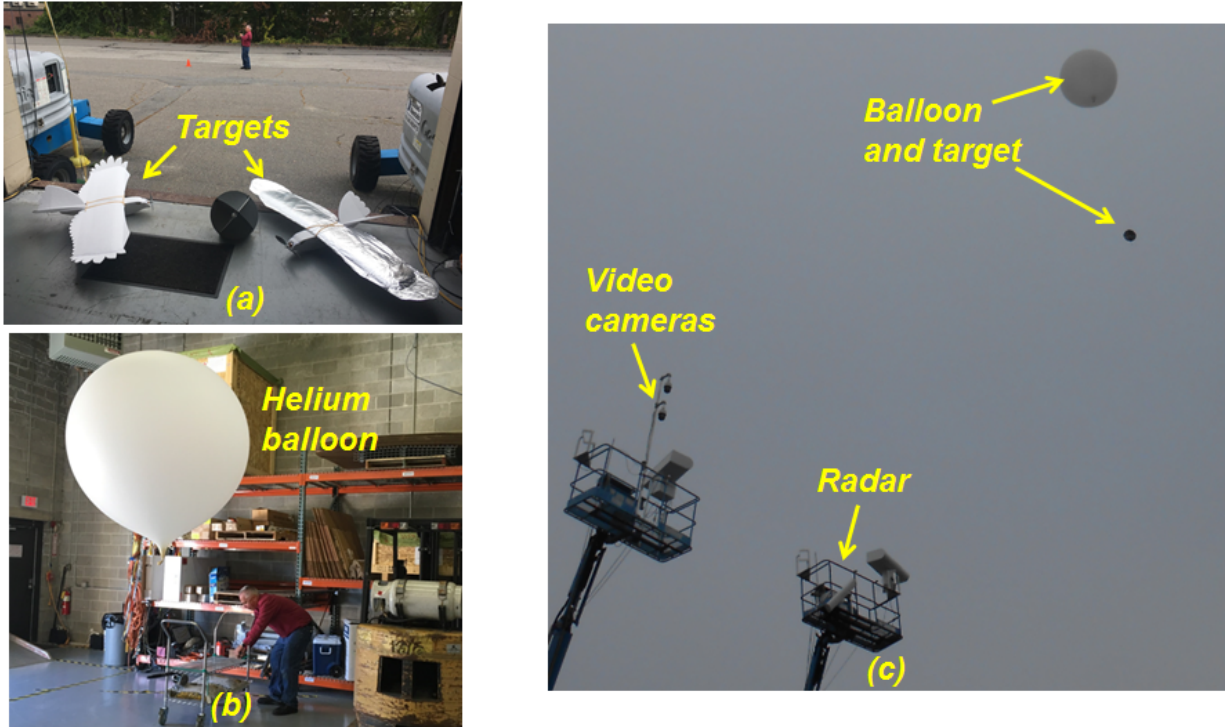 Targets
(a)
Helium
balloon
(b)
Balloon
and target
Video
cameras
Radar
(c)